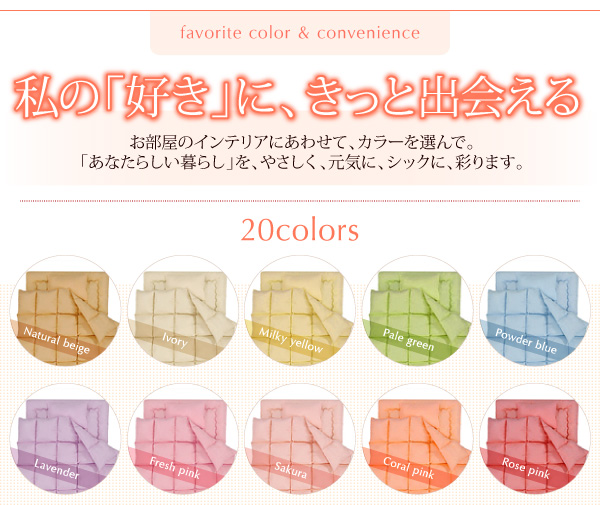 favorite color & convenience
私の「好き」に、きっと出会える
お部屋のインテリアにあわせて、カラーを選んで。
「あなたらしい暮らし」を、やさしく、元気に、シックに、彩ります。
20colors
Natural beige
Ivory
Milky yellow
Pale green
Powder blue
Lavender
Fresh pink
Sakura
Coral pink
Rose pink